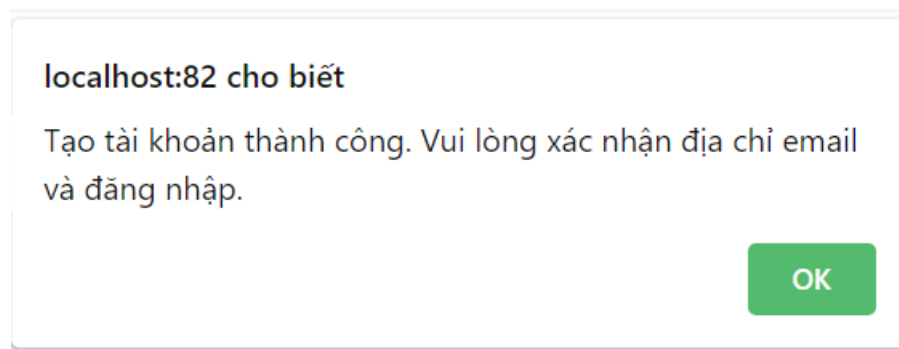 localhost:82 cho biết
Tạo tài khoản thành công. Vui lòng xác nhận địa chỉ email
và đăng nhập.
OK